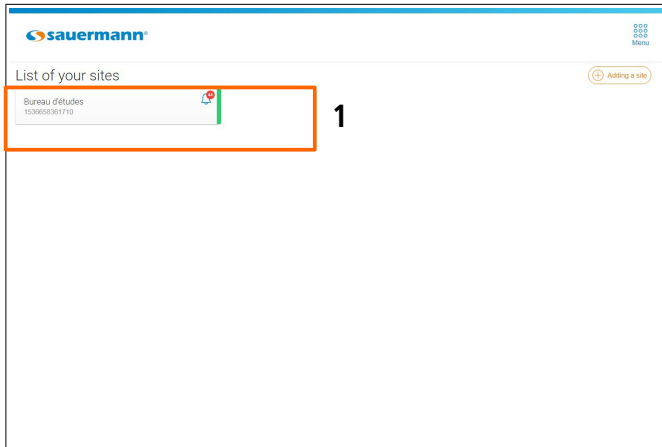 sauermann®
Menu
List of your sites
Adding a site
Bureau d'études
1536658361710
1